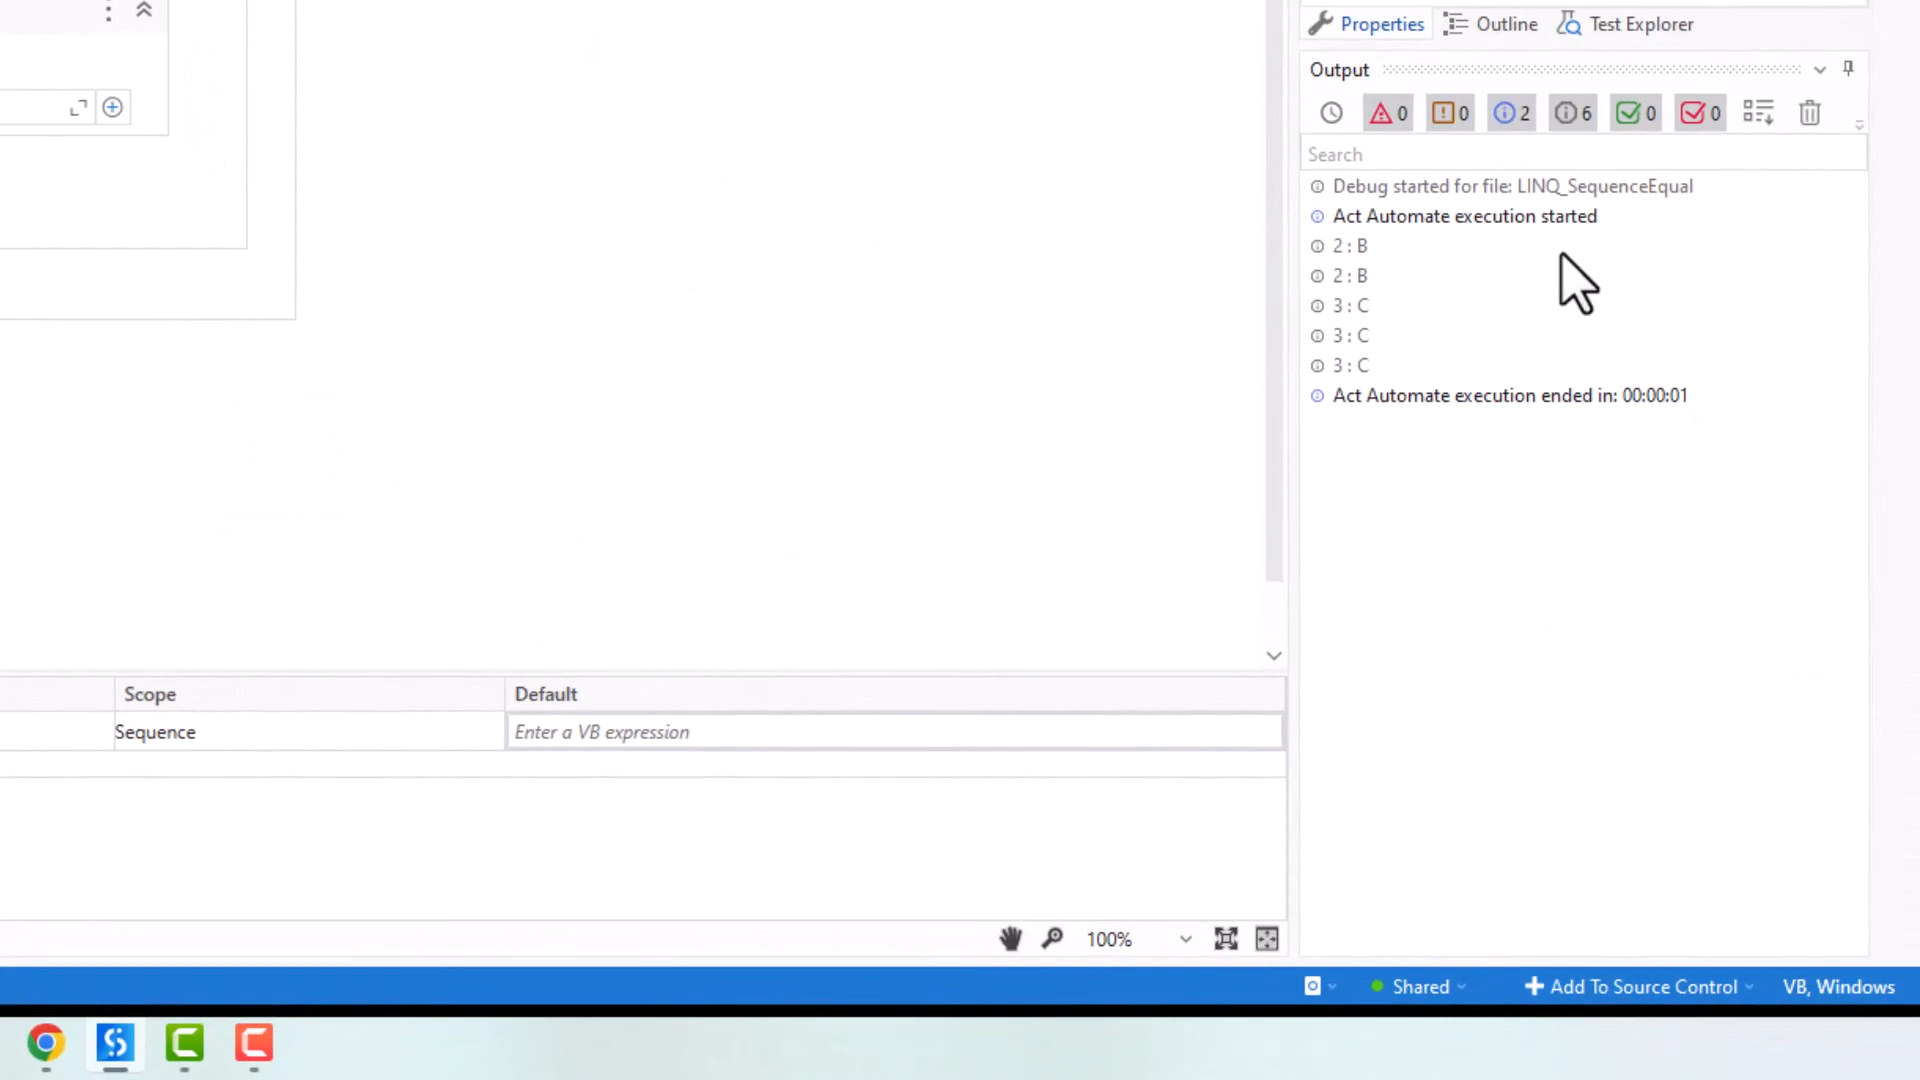 Properties Outline Test Explorer
Output
0 0 2 6 0 0
Search
Debug started for file: LINQ_SequenceEqual
Act Automate execution started
2 : B
2 : B
3 : C
3 : C
3 : C
Act Automate execution ended in: 00:00:01
Scope Default
Sequence Enter a VB expression
100%
Shared Add To Source Control VB, Windows